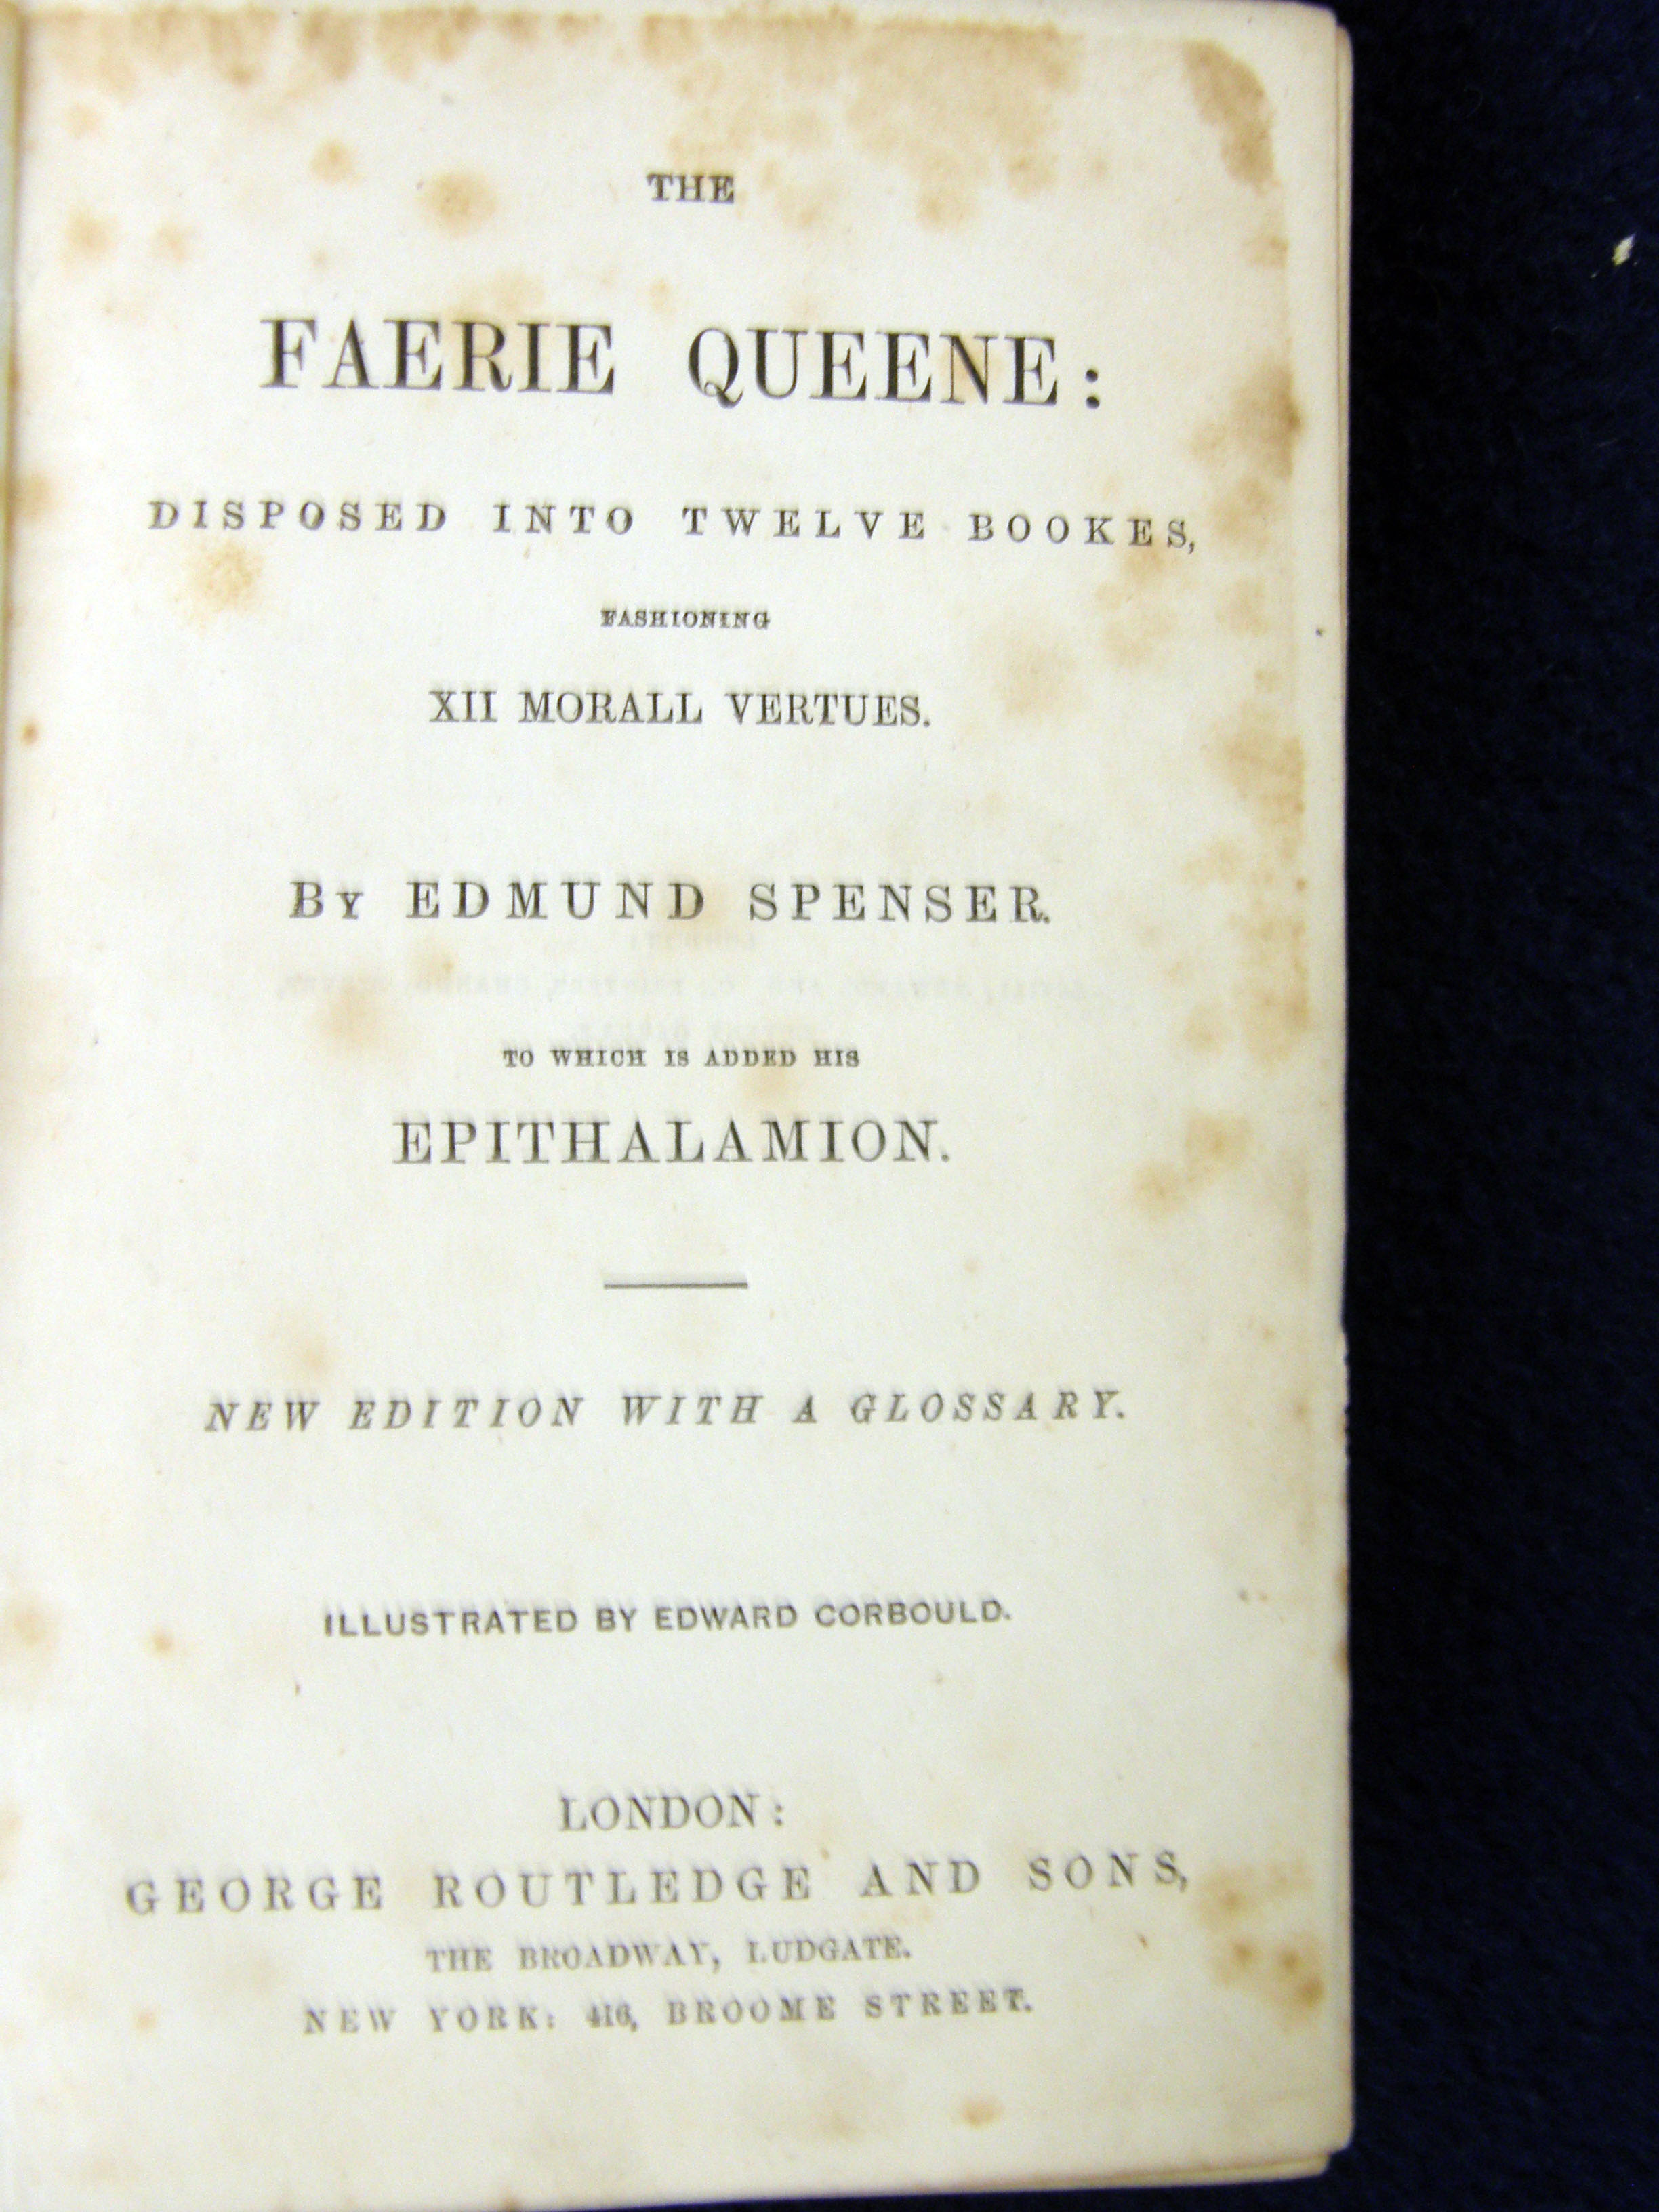 THE
FAERIE QUEENE:
DISPOSED INTO TWELVE BOOKES,
FASHIONING
XII MORALL VERTUES.
BY EDMUND SPENSER.
TO WHICH IS ADDED HIS
EPITHALAMION.
NEW EDITION WITH A GLOSSARY.
ILLUSTRATED BY EDWARD CORBOULD.
LONDON:
GEORGE ROUTLEDGE AND SONS,
THE BROADWAY, LUDGATE.
NEW YORK: 416, BROOME STREET.